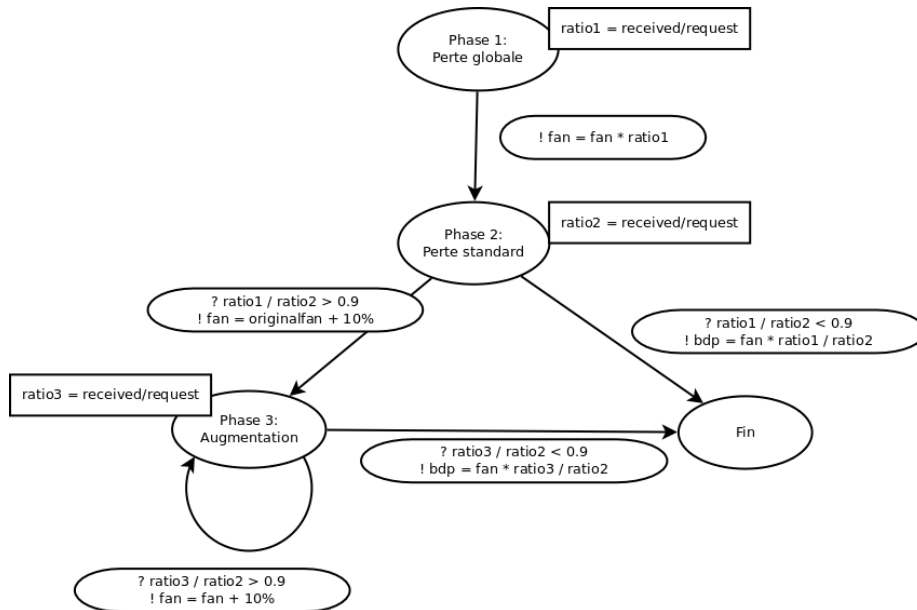 Phase 1:
Perte globale
ratio1 = received/request
! fan = fan * ratio1
Phase 2:
Perte standard
ratio2 = received/request
? ratio1 / ratio2 > 0.9
! fan = originalfan + 10%
? ratio1 / ratio2 < 0.9
! bdp = fan * ratio1 / ratio2
ratio3 = received/request
Phase 3:
Augmentation
? ratio3 / ratio2 < 0.9
! bdp = fan * ratio3 / ratio2
Fin
? ratio3 / ratio2 > 0.9
! fan = fan + 10%